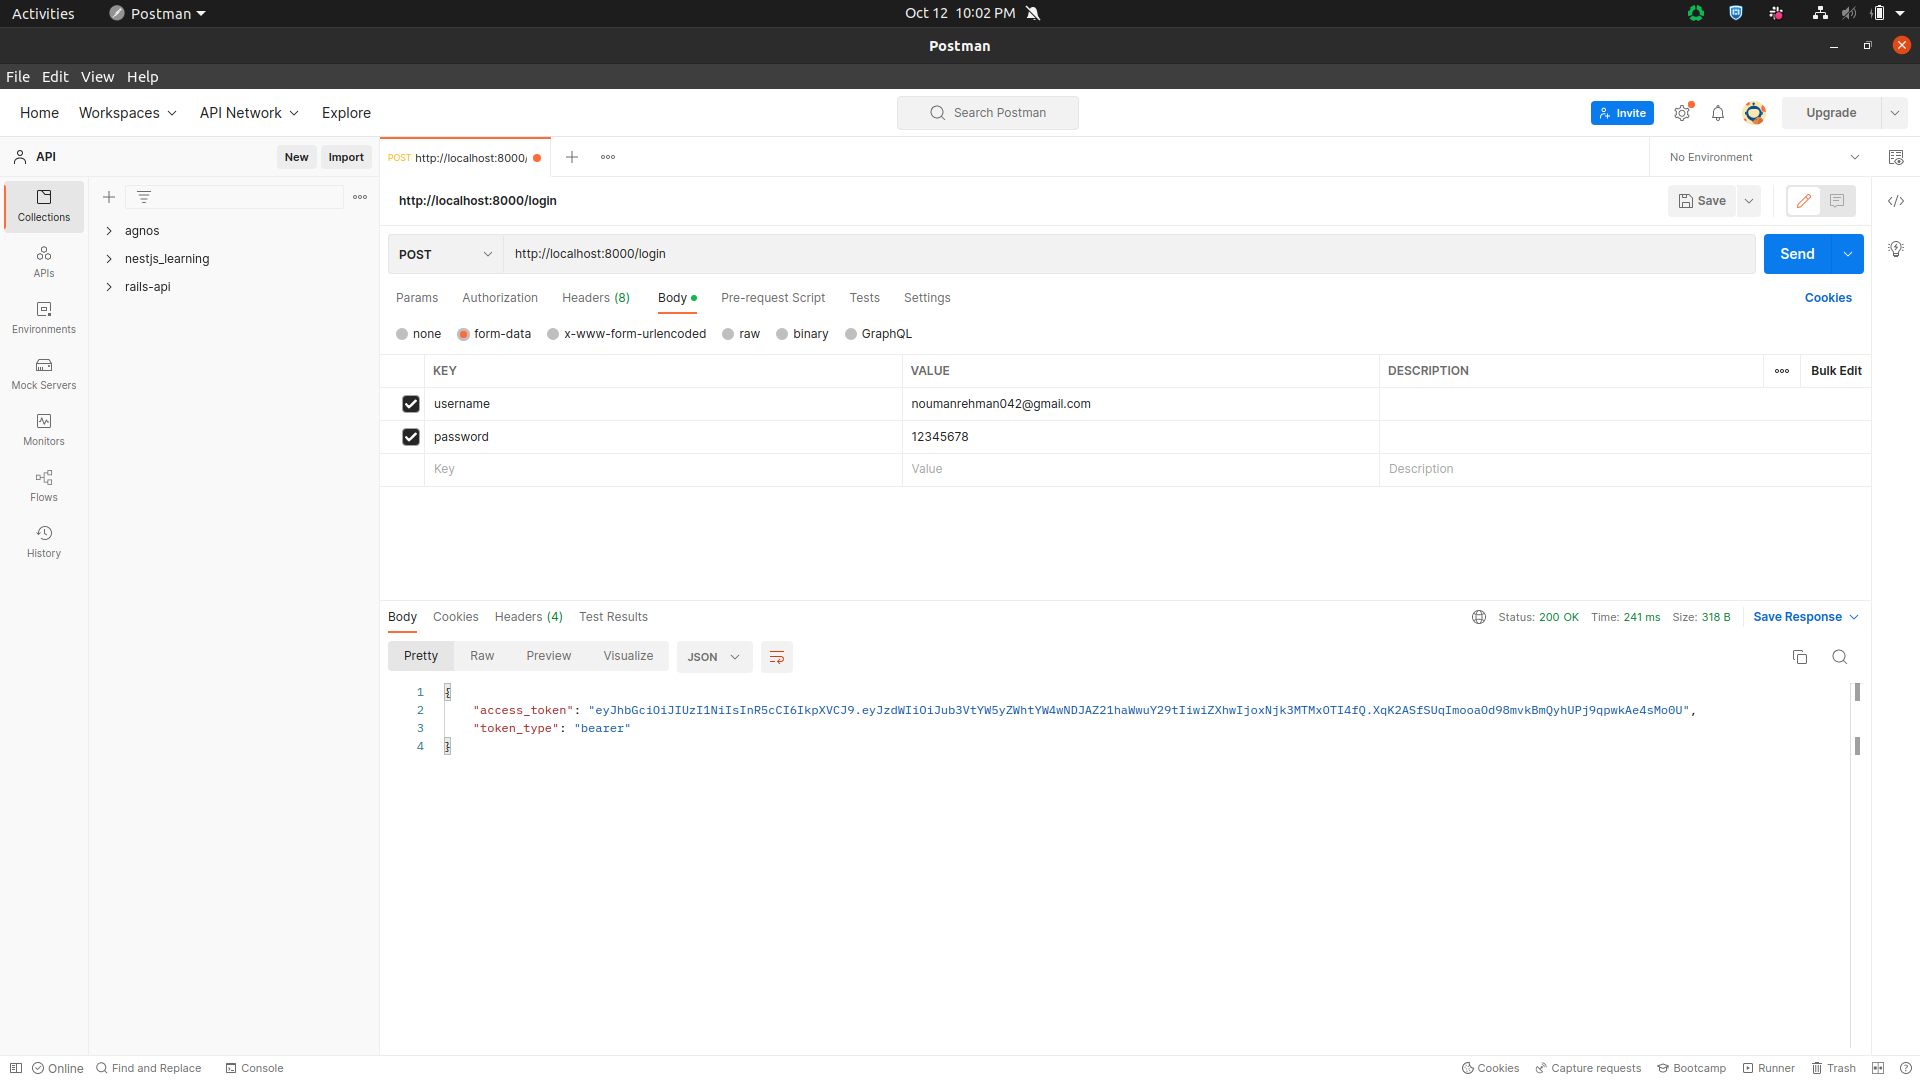 Activities Postman Oct 12 10:02 PM
Postman
File Edit View Help
Home Workspaces API Network Explore Search Postman Invite Upgrade
API New Import POST http://localhost:8000/ No Environment
http://localhost:8000/login Save
Collections
agnos
nestjs_learning
rails-api
APIs
Environments
Mock Servers
Monitors
Flows
History
POST http://localhost:8000/login Send
Params Authorization Headers (8) Body Pre-request Script Tests Settings Cookies
none form-data x-www-form-urlencoded raw binary GraphQL
KEY VALUE DESCRIPTION Bulk Edit
username noumanrehman042@gmail.com
password 12345678
Key Value Description
Body Cookies Headers (4) Test Results Status: 200 OK Time: 241 ms Size: 318 B Save Response
Pretty Raw Preview Visualize JSON
1 {
2 "access_token": "eyJhbGciOiJIUzI1NiIsInR5cCI6IkpXVCJ9.eyJzdWIiOiJub3VtYW5yZWhtYW4wNDJAZ21haWwuY29tIiwiZXhwIjoxNjk3MTMxOTI4fQ.XqK2ASfSUqImooaOd98mvkBmQyhUPj9qpwkAe4sMo0U",
3 "token_type": "bearer"
4 }
Online Find and Replace Console Cookies Capture requests Bootcamp Runner Trash